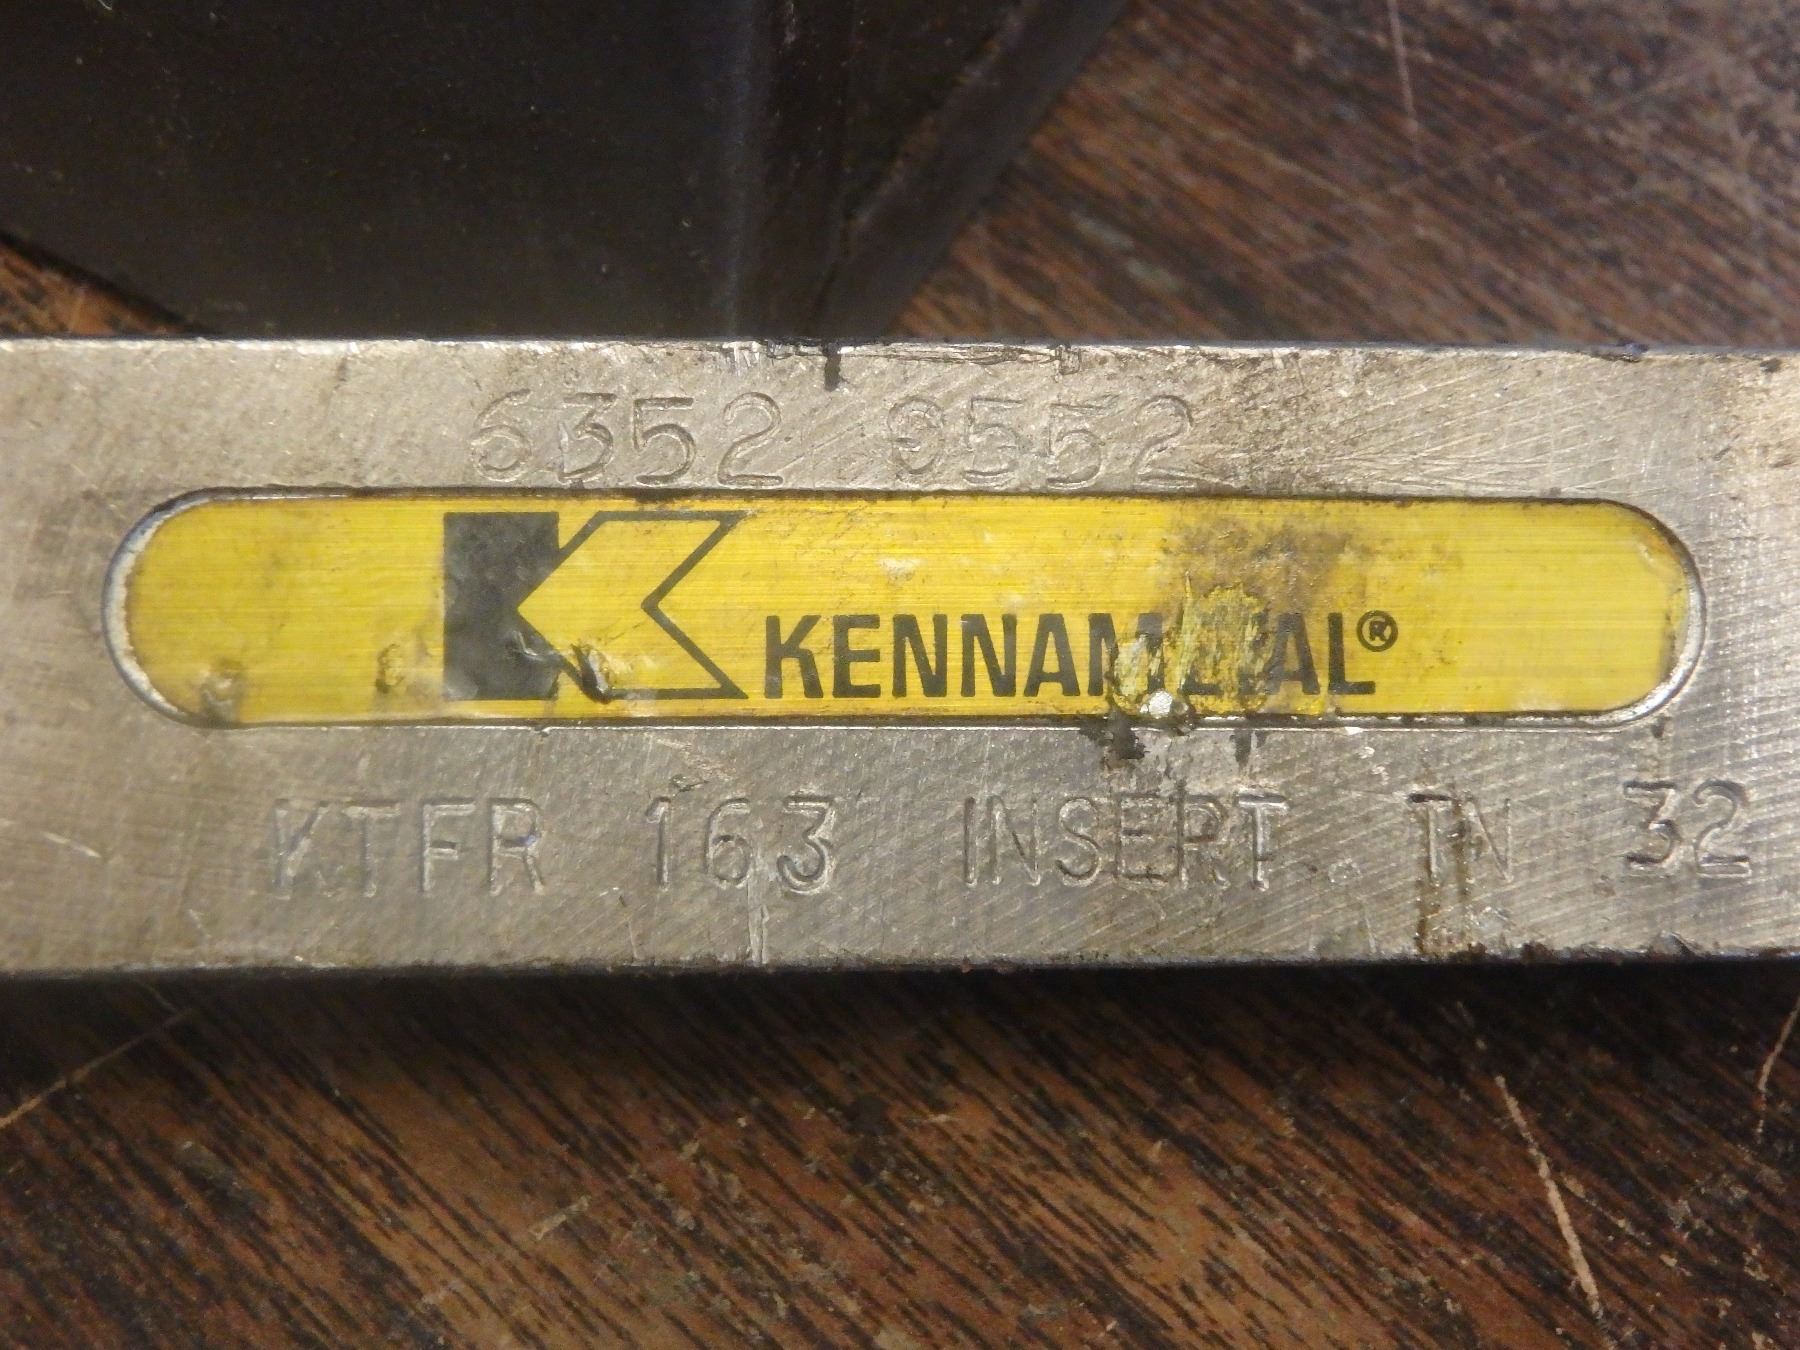 6352 9552
KENNAMETAL®
KTFR 163 INSERT. TN 32